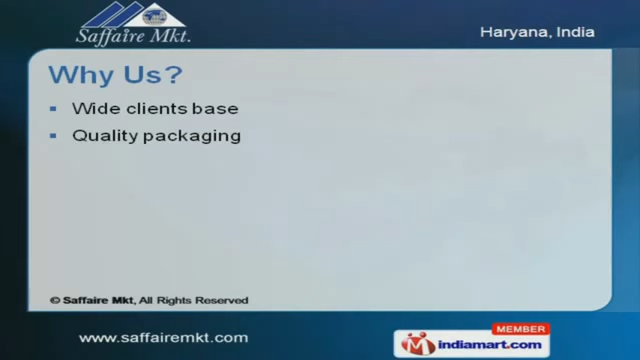 Saffaire Mkt.
Haryana, India
Why Us?
Wide clients base
Quality packaging
© Saffaire Mkt, All Rights Reserved
www.saffairemkt.com
MEMBER
indiamart.com